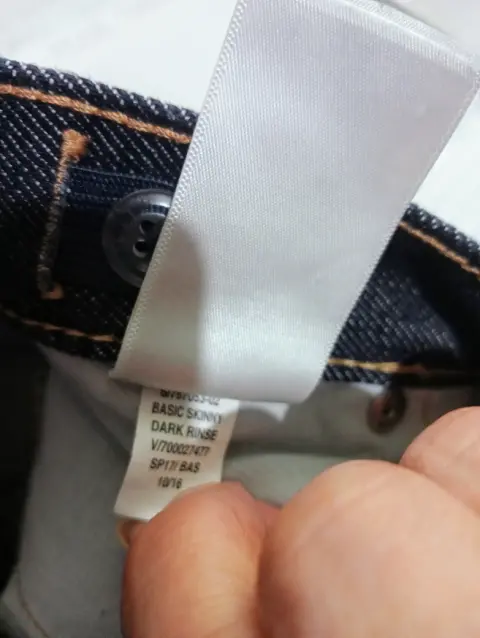 BASIC SKINNY
DARK RINSE
V/700027477
SP17/ BAS
10/16